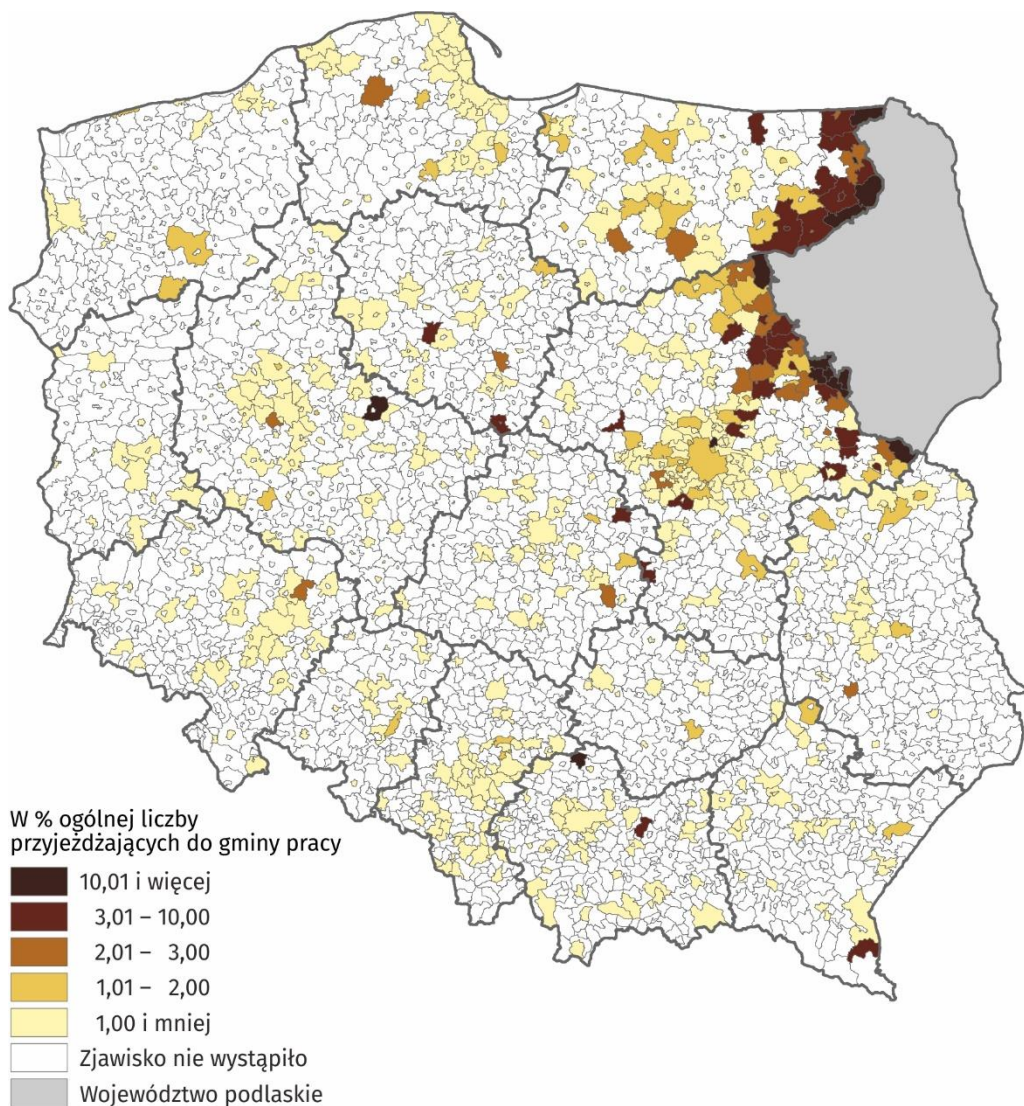 W % ogólnej liczby
przyjeżdżających do gminy pracy
10,01 i więcej
3,01 – 10,00
2,01 – 3,00
1,01 – 2,00
1,00 i mniej
Zjawisko nie wystąpiło
Województwo podlaskie